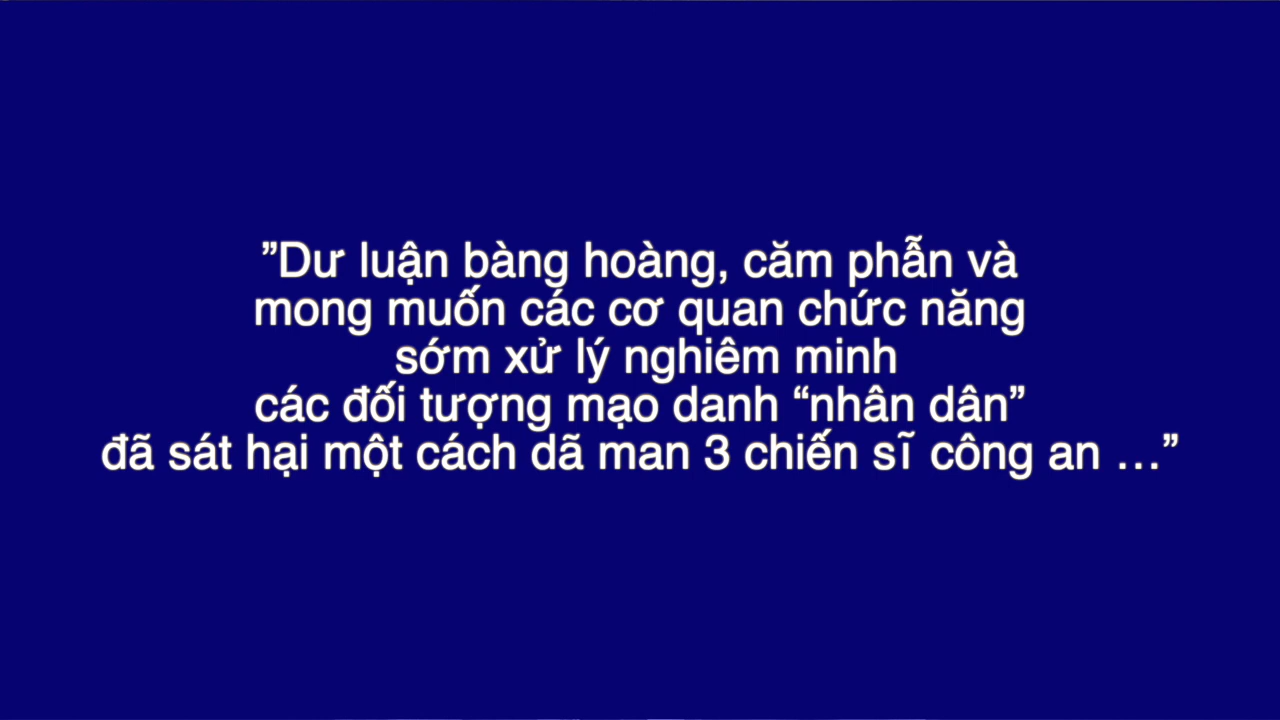 ”Dư luận bàng hoàng, căm phẫn và
mong muốn các cơ quan chức năng
sớm xử lý nghiêm minh
các đối tượng mạo danh “nhân dân”
đã sát hại một cách dã man 3 chiến sĩ công an ...”